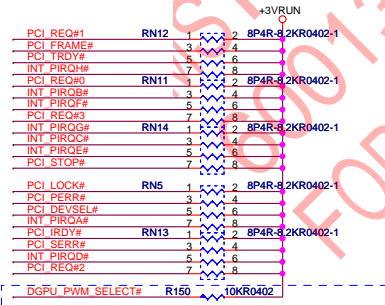 +3VRUN
PCI_REQ#1 RN12 1 2 8P4R-8.2KR0402-1
PCI_FRAME# 3 4
PCI_TRDY# 5 6
INT_PIRQH# 7 8
PCI_REQ#0 RN11 1 2 8P4R-8.2KR0402-1
INT_PIRQB# 3 4
INT_PIRQF# 5 6
PCI_REQ#3 7 8
INT_PIRQG# RN14 1 2 8P4R-8.2KR0402-1
INT_PIRQC# 3 4
INT_PIRQE# 5 6
PCI_STOP# 7 8
PCI_LOCK# RN5 1 2 8P4R-8.2KR0402-1
PCI_PERR# 3 4
PCI_DEVSEL# 5 6
INT_PIRQA# 7 8
PCI_IRDY# RN13 1 2 8P4R-8.2KR0402-1
PCI_SERR# 3 4
INT_PIRQD# 5 6
PCI_REQ#2 7 8
DGPU_PWM_SELECT# R150 10KR0402